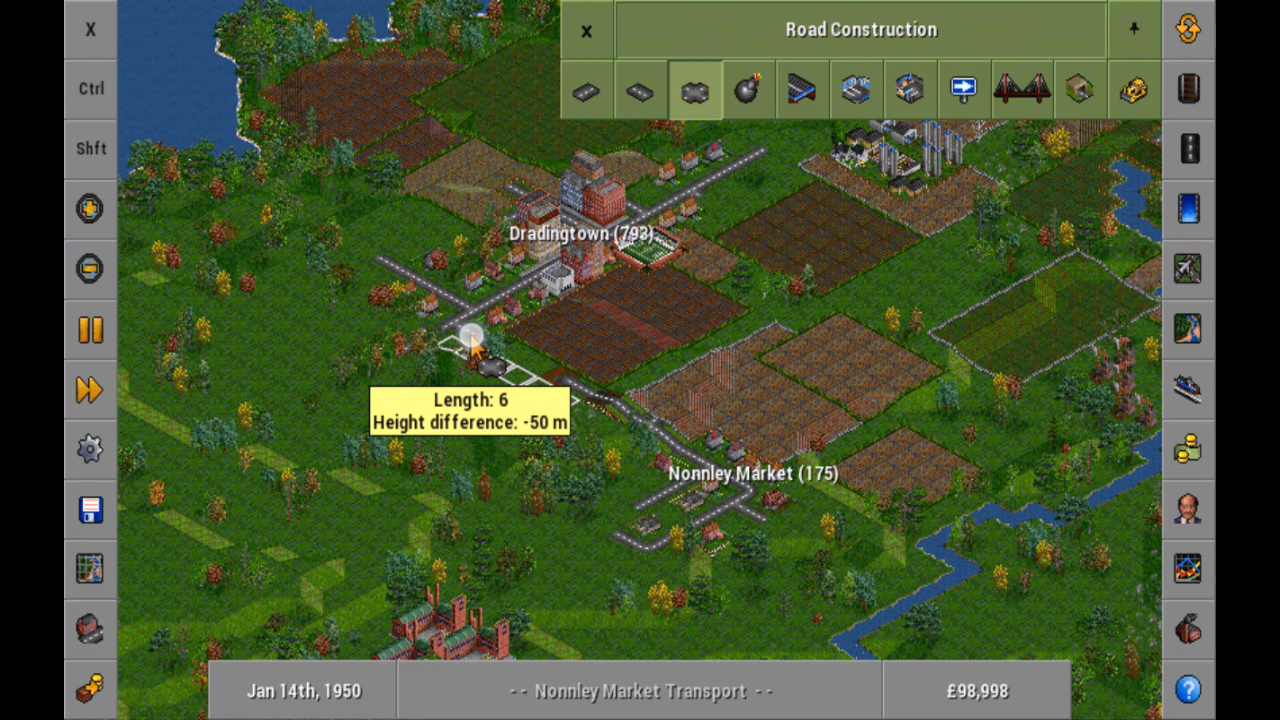 X
x
Road Construction
Ctrl
Shft
Dradingtown (793)
Length: 6
Height difference: -50 m
Nonnley Market (175)
Jan 14th, 1950
-- Nonnley Market Transport --
£98,998
?